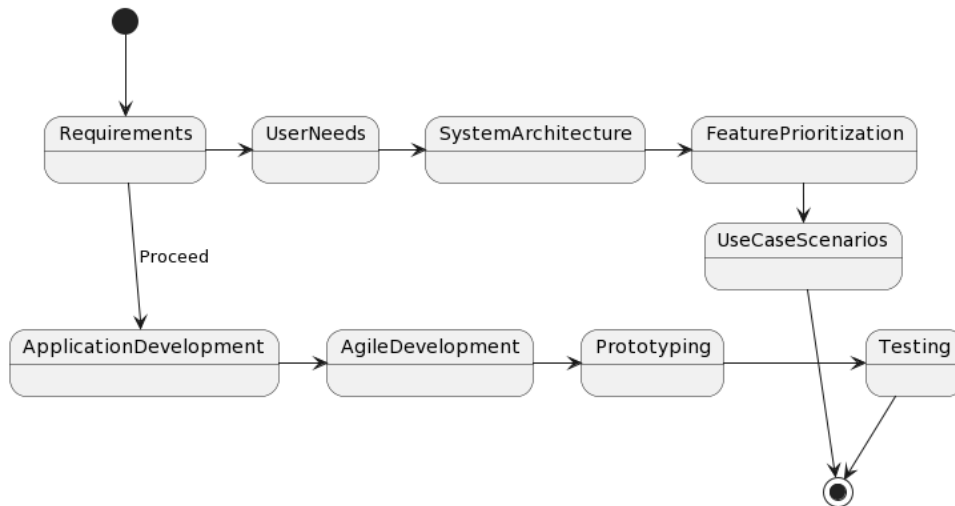 Requirements
UserNeeds
SystemArchitecture
FeaturePrioritization
UseCaseScenarios
Proceed
ApplicationDevelopment
AgileDevelopment
Prototyping
Testing